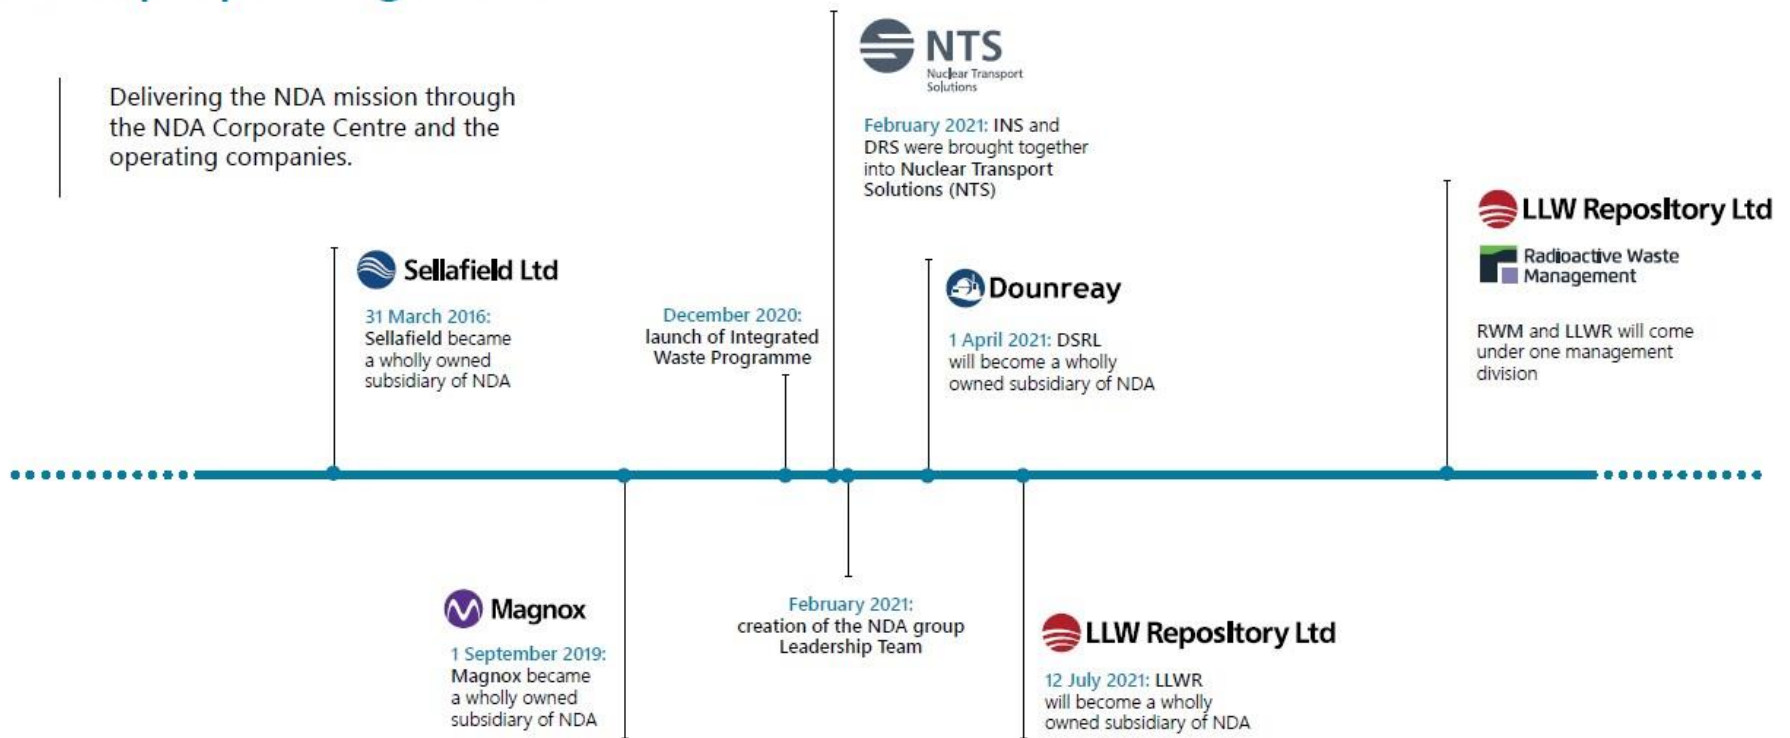 Delivering the NDA mission through
the NDA Corporate Centre and the
operating companies.
Sellafield Ltd
31 March 2016:
Sellafield became
a wholly owned
subsidiary of NDA
Magnox
1 September 2019:
Magnox became
a wholly owned
subsidiary of NDA
December 2020:
launch of Integrated
Waste Programme
NTS
Nuclear Transport
Solutions
February 2021: INS and
DRS were brought together
into Nuclear Transport
Solutions (NTS)
February 2021:
creation of the NDA group
Leadership Team
Dounreay
1 April 2021: DSRL
will become a wholly
owned subsidiary of NDA
LLW Repository Ltd
12 July 2021: LLWR
will become a wholly
owned subsidiary of NDA
LLW Repository Ltd
Radioactive Waste
Management
RWM and LLWR will come
under one management
division